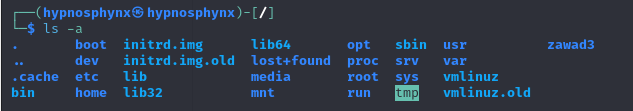 ┌──(hypnosphynx㉿hypnosphynx)-[/]
└─$ ls -a
.       boot  initrd.img      lib64       opt   sbin  usr          zawad3
..      dev   initrd.img.old  lost+found  proc  srv   var
.cache  etc   lib             media       root  sys   vmlinuz
bin     home  lib32           mnt         run   tmp   vmlinuz.old